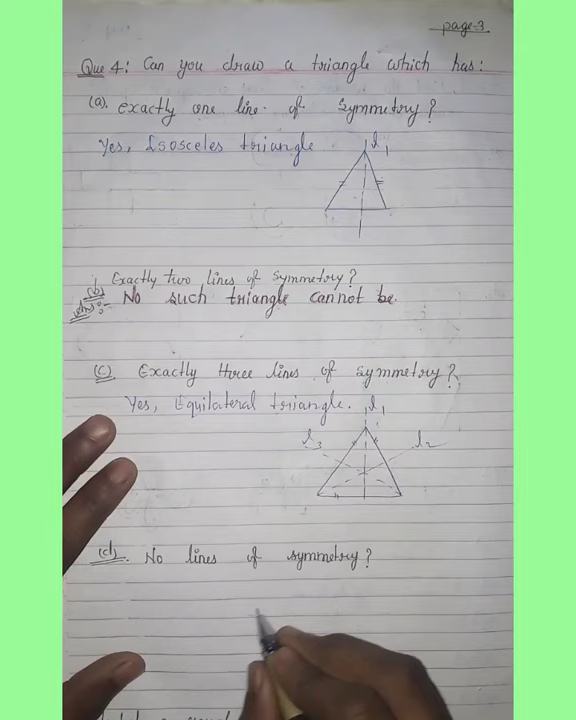 page-3
Que 4: Can you draw a triangle which has:
(a). exactly one line of symmetry?
Yes, Isosceles triangle
l1
(b) Exactly two lines of symmetry?
Ans:- No such triangle cannot be.
(c) Exactly three lines of symmetry?
Yes, Equilateral triangle.
l1
l3
l2
(d). No lines of symmetry?